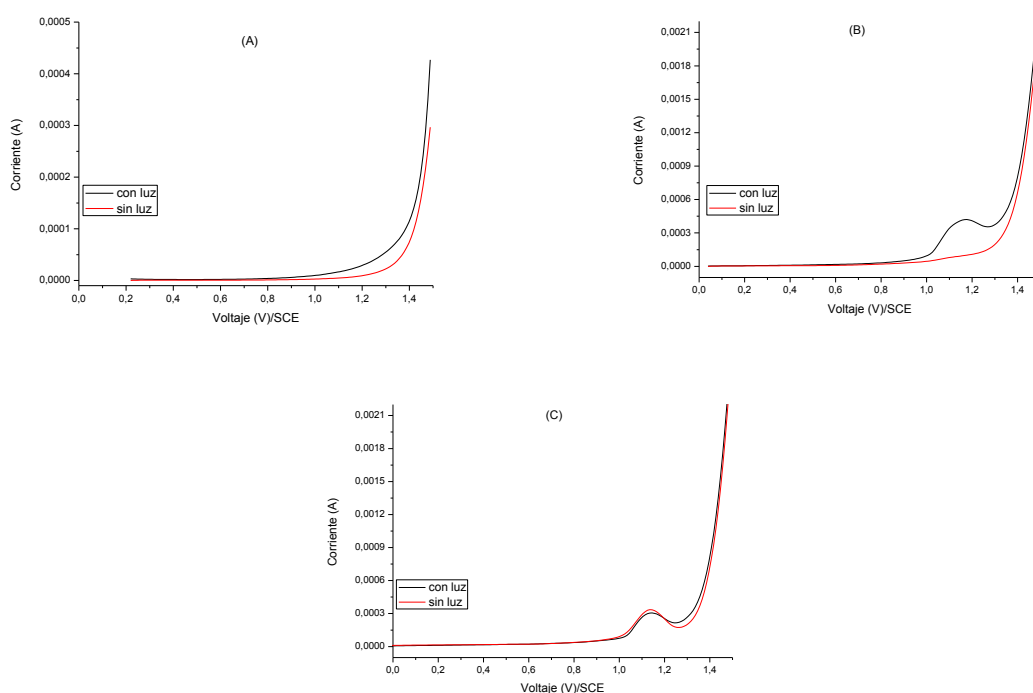 (A)
0,0005
0,0004
0,0003
0,0002
0,0001
0,0000
Corriente (A)
con luz
sin luz
0,0 0,2 0,4 0,6 0,8 1,0 1,2 1,4
Voltaje (V)/SCE
(B)
0,0021
0,0018
0,0015
0,0012
0,0009
0,0006
0,0003
0,0000
Corriente (A)
con luz
sin luz
0,0 0,2 0,4 0,6 0,8 1,0 1,2 1,4
Voltaje (V)/SCE
(C)
0,0021
0,0018
0,0015
0,0012
0,0009
0,0006
0,0003
0,0000
Corriente (A)
con luz
sin luz
0,0 0,2 0,4 0,6 0,8 1,0 1,2 1,4
Voltaje (V)/SCE